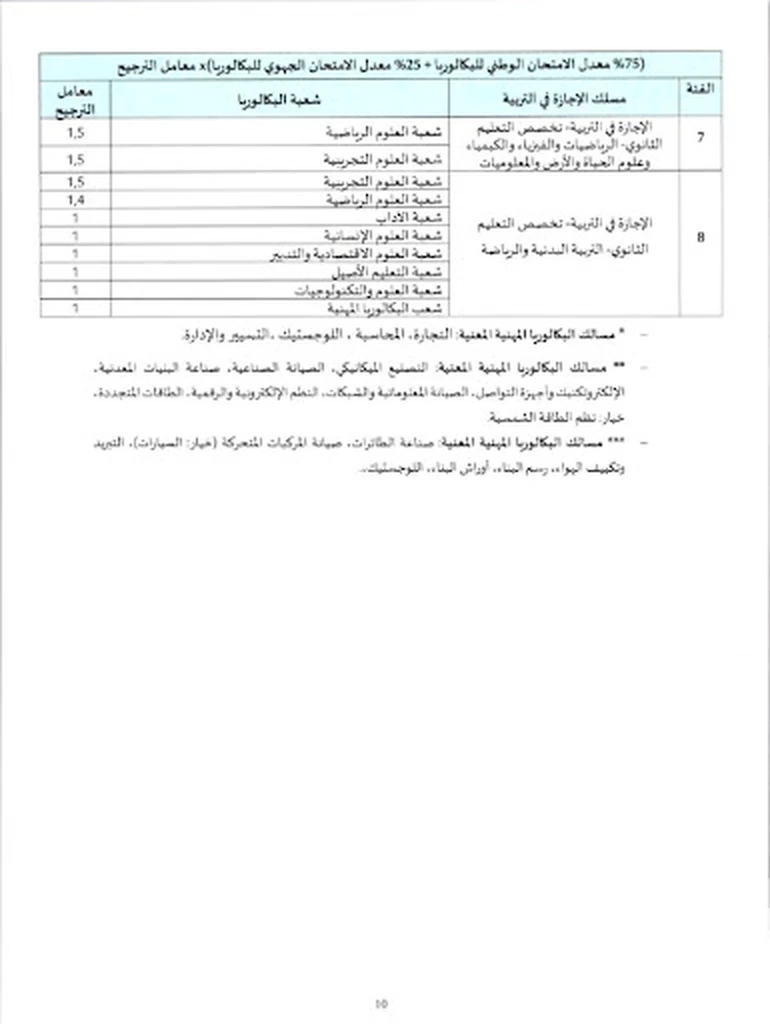 (75% معدل الامتحان الوطني للبكالوريا + 25% معدل الامتحان الجهوي للبكالوريا)x معامل الترجيح
الفئة مسلك الإجازة في التربية شعبة البكالوريا معامل الترجيح
7 الإجازة في التربية- تخصص التعليم الثانوي- الرياضيات والفيزياء والكيمياء وعلوم الحياة والأرض والمعلوميات
شعبة العلوم الرياضية 1,5
شعبة العلوم التجريبية 1,5
8 الإجازة في التربية- تخصص التعليم الثانوي- التربية البدنية والرياضة
شعبة العلوم التجريبية 1,5
شعبة العلوم الرياضية 1,4
شعبة الآداب 1
شعبة العلوم الإنسانية 1
شعبة العلوم الاقتصادية والتدبير 1
شعبة التعليم الأصيل 1
شعبة العلوم والتكنولوجيات 1
شعب البكالوريا المهنية 1
– * مسالك البكالوريا المهنية المعنية: التجارة، المحاسبة ، اللوجستيك ،التسيير والإدارة.
– ** مسالك البكالوريا المهنية المعنية: التصنيع الميكانيكي، الصيانة الصناعية، صناعة البنيات المعدنية،
الإلكتروتكنيك وأجهزة التواصل، الصيانة المعلوماتية والشبكات، النظم الإلكترونية والرقمية، الطاقات المتجددة،
خيار: نظم الطاقة الشمسية.
– *** مسالك البكالوريا المهنية المعنية: صناعة الطائرات، صيانة المركبات المتحركة (خيار: السيارات)، التبريد
وتكييف الهواء، رسم البناء، أوراش البناء، اللوجستيك،.
10